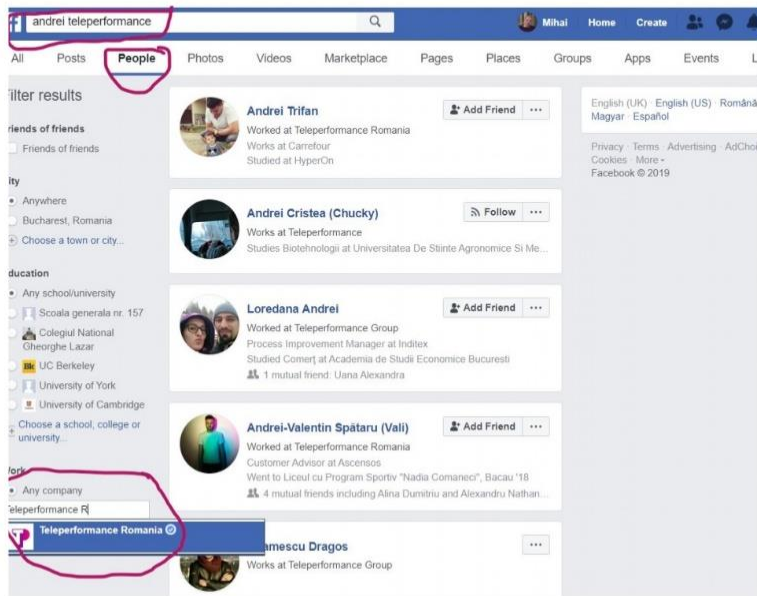 andrei teleperformance
Mihai Home Create
All Posts People Photos Videos Marketplace Pages Places Groups Apps Events
ilter results
riends of friends
Friends of friends
ity
Anywhere
Bucharest, Romania
Choose a town or city...
ducation
Any school/university
Scoala generala nr. 157
Colegiul National
Gheorghe Lazar
UC Berkeley
University of York
University of Cambridge
Choose a school, college or
university...
Work
Any company
Teleperformance R
Teleperformance Romania
Andrei Trifan
Add Friend
Worked at Teleperformance Romania
Works at Carrefour
Studied at HyperOn
Andrei Cristea (Chucky)
Follow
Works at Teleperformance
Studies Biotehnologii at Universitatea De Stiinte Agronomice Si Me...
Loredana Andrei
Add Friend
Worked at Teleperformance Group
Process Improvement Manager at Inditex
Studied Comerţ at Academia de Studii Economice Bucuresti
1 mutual friend: Uana Alexandra
Andrei-Valentin Spătaru (Vali)
Add Friend
Worked at Teleperformance Romania
Customer Advisor at Ascensos
Went to Liceul cu Program Sportiv "Nadia Comaneci", Bacau '18
4 mutual friends including Alina Dumitriu and Alexandru Nathan...
amescu Dragos
Works at Teleperformance Group
English (UK) · English (US) · Română
Magyar · Español
Privacy · Terms · Advertising · AdChoi
Cookies · More
Facebook © 2019